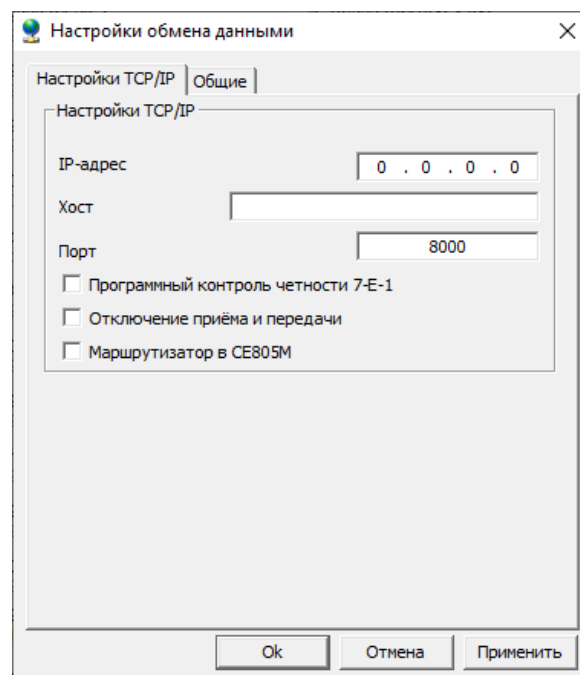 Настройки обмена данными
Настройки TCP/IP Общие
Настройки TCP/IP
IP-адрес 0 . 0 . 0 . 0
Хост
Порт 8000
Программный контроль четности 7-E-1
Отключение приёма и передачи
Маршрутизатор в CE805M
Ok Отмена Применить